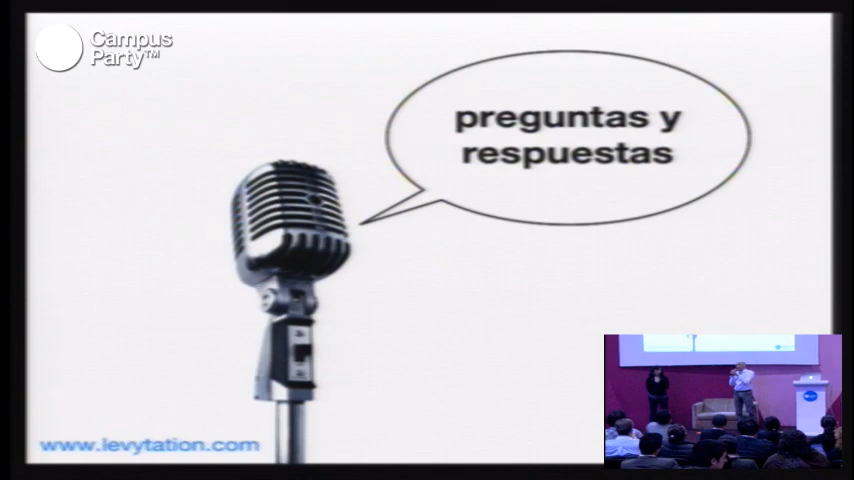 Campus
Party™
preguntas y
respuestas
www.levytation.com